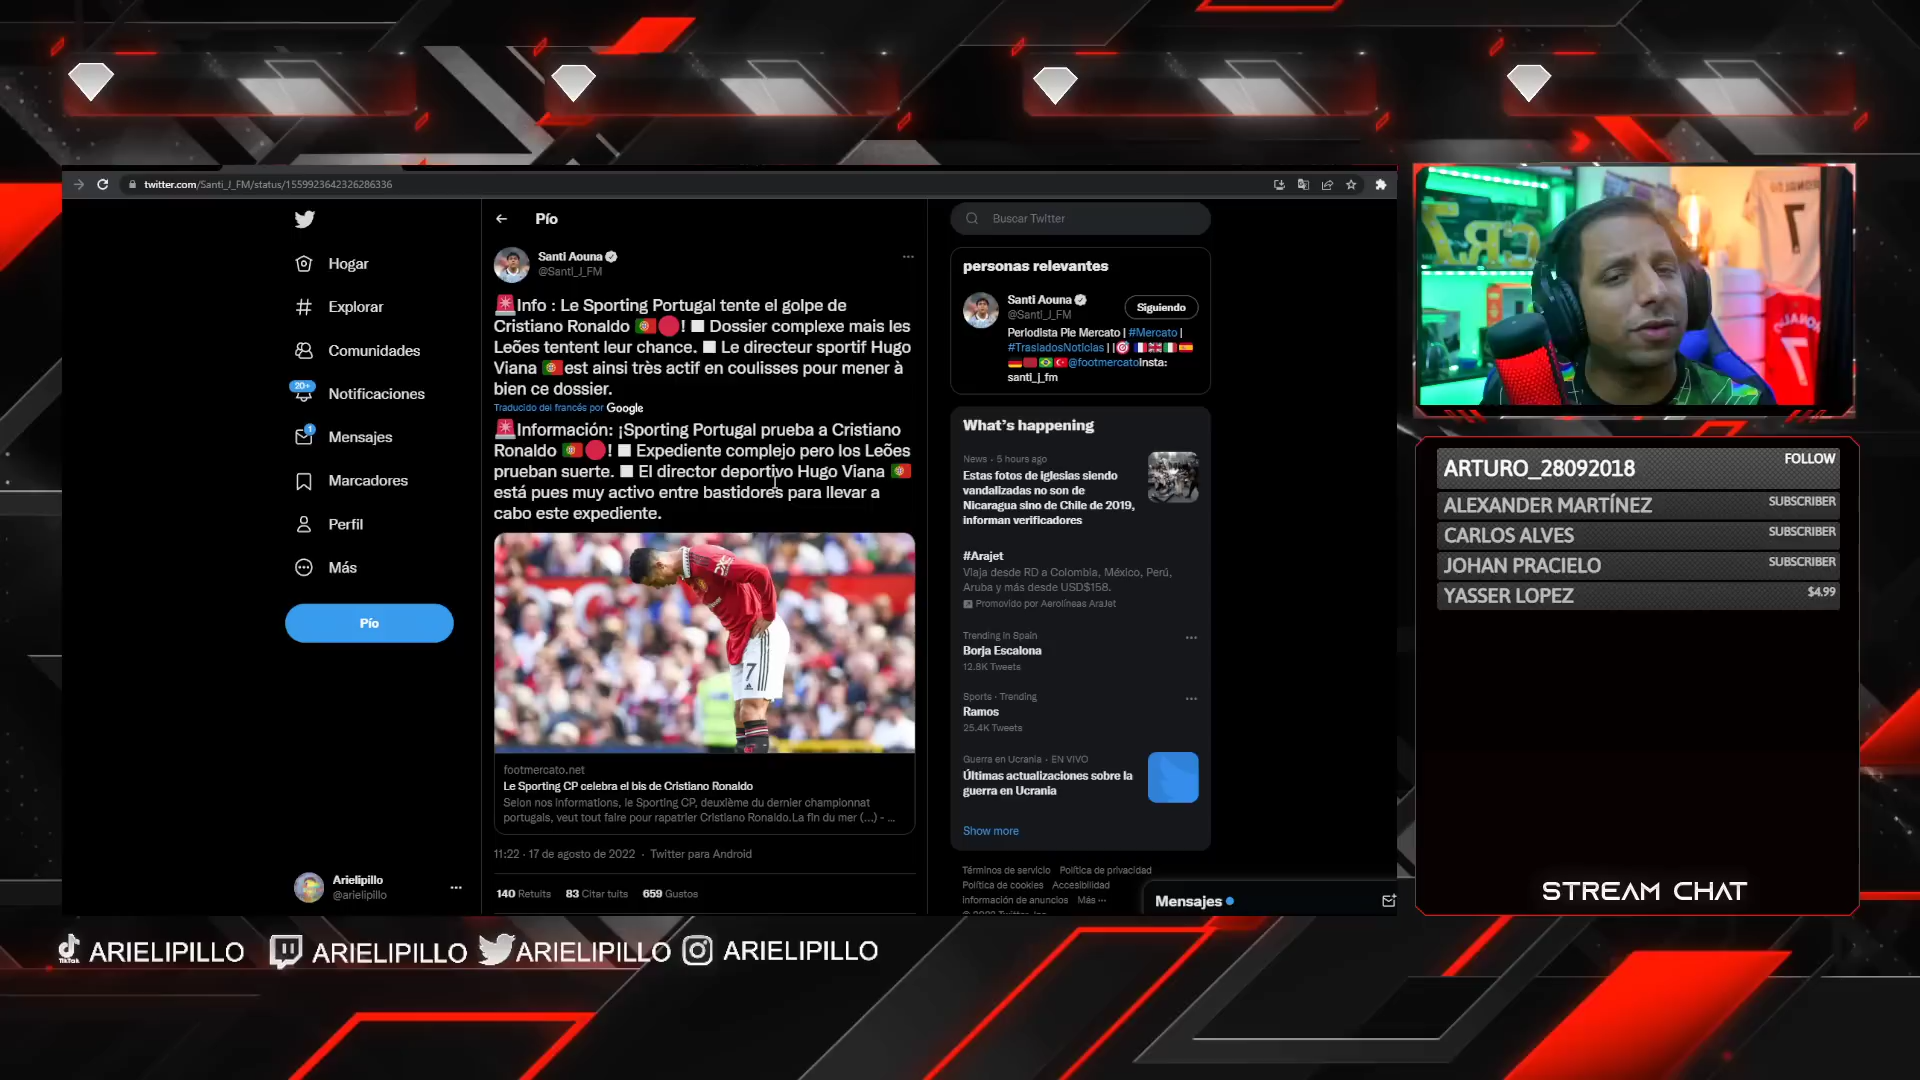 twitter.com/Santi_J_FM/status/1559923642326286336
Hogar
Explorar
Comunidades
20+
Notificaciones
1
Mensajes
Marcadores
Perfil
Más
Pío
Arielipillo
@arielipillo
Pío
Santi Aouna
@Santi_J_FM
Info : Le Sporting Portugal tente el golpe de
Cristiano Ronaldo ! Dossier complexe mais les
Leões tentent leur chance. Le directeur sportif Hugo
Viana est ainsi très actif en coulisses pour mener à
bien ce dossier.
Traducido del francés por Google
Información: ¡Sporting Portugal prueba a Cristiano
Ronaldo ! Expediente complejo pero los Leões
prueban suerte. El director deportivo Hugo Viana
está pues muy activo entre bastidores para llevar a
cabo este expediente.
7
footmercato.net
Le Sporting CP celebra el bis de Cristiano Ronaldo
Selon nos informations, le Sporting CP, deuxième du dernier championnat
portugais, veut tout faire pour rapatrier Cristiano Ronaldo.La fin du mer (...) - ...
11:22 · 17 de agosto de 2022 · Twitter para Android
140 Retuits 83 Citar tuits 659 Gustos
Buscar Twitter
personas relevantes
Santi Aouna
@Santi_J_FM
Siguiendo
Periodista Pie Mercato | #Mercato |
#TrasladosNoticias | |
@footmercatoInsta:
santi_j_fm
What's happening
News · 5 hours ago
Estas fotos de iglesias siendo
vandalizadas no son de
Nicaragua sino de Chile de 2019,
informan verificadores
#Arajet
Viaja desde RD a Colombia, México, Perú,
Aruba y más desde USD$158.
Promovido por Aerolíneas AraJet
Trending in Spain
Borja Escalona
12.8K Tweets
Sports · Trending
Ramos
25.4K Tweets
Guerra en Ucrania · EN VIVO
Últimas actualizaciones sobre la
guerra en Ucrania
Show more
Términos de servicio Política de privacidad
Política de cookies Accesibilidad
Información de anuncios Más ···
Mensajes
CR7
RONALDO
7
RONALDO
7
ARTURO_28092018 FOLLOW
ALEXANDER MARTÍNEZ SUBSCRIBER
CARLOS ALVES SUBSCRIBER
JOHAN PRACIELO SUBSCRIBER
YASSER LOPEZ $4.99
STREAM CHAT
TikTok
ARIELIPILLO
ARIELIPILLO
ARIELIPILLO
ARIELIPILLO